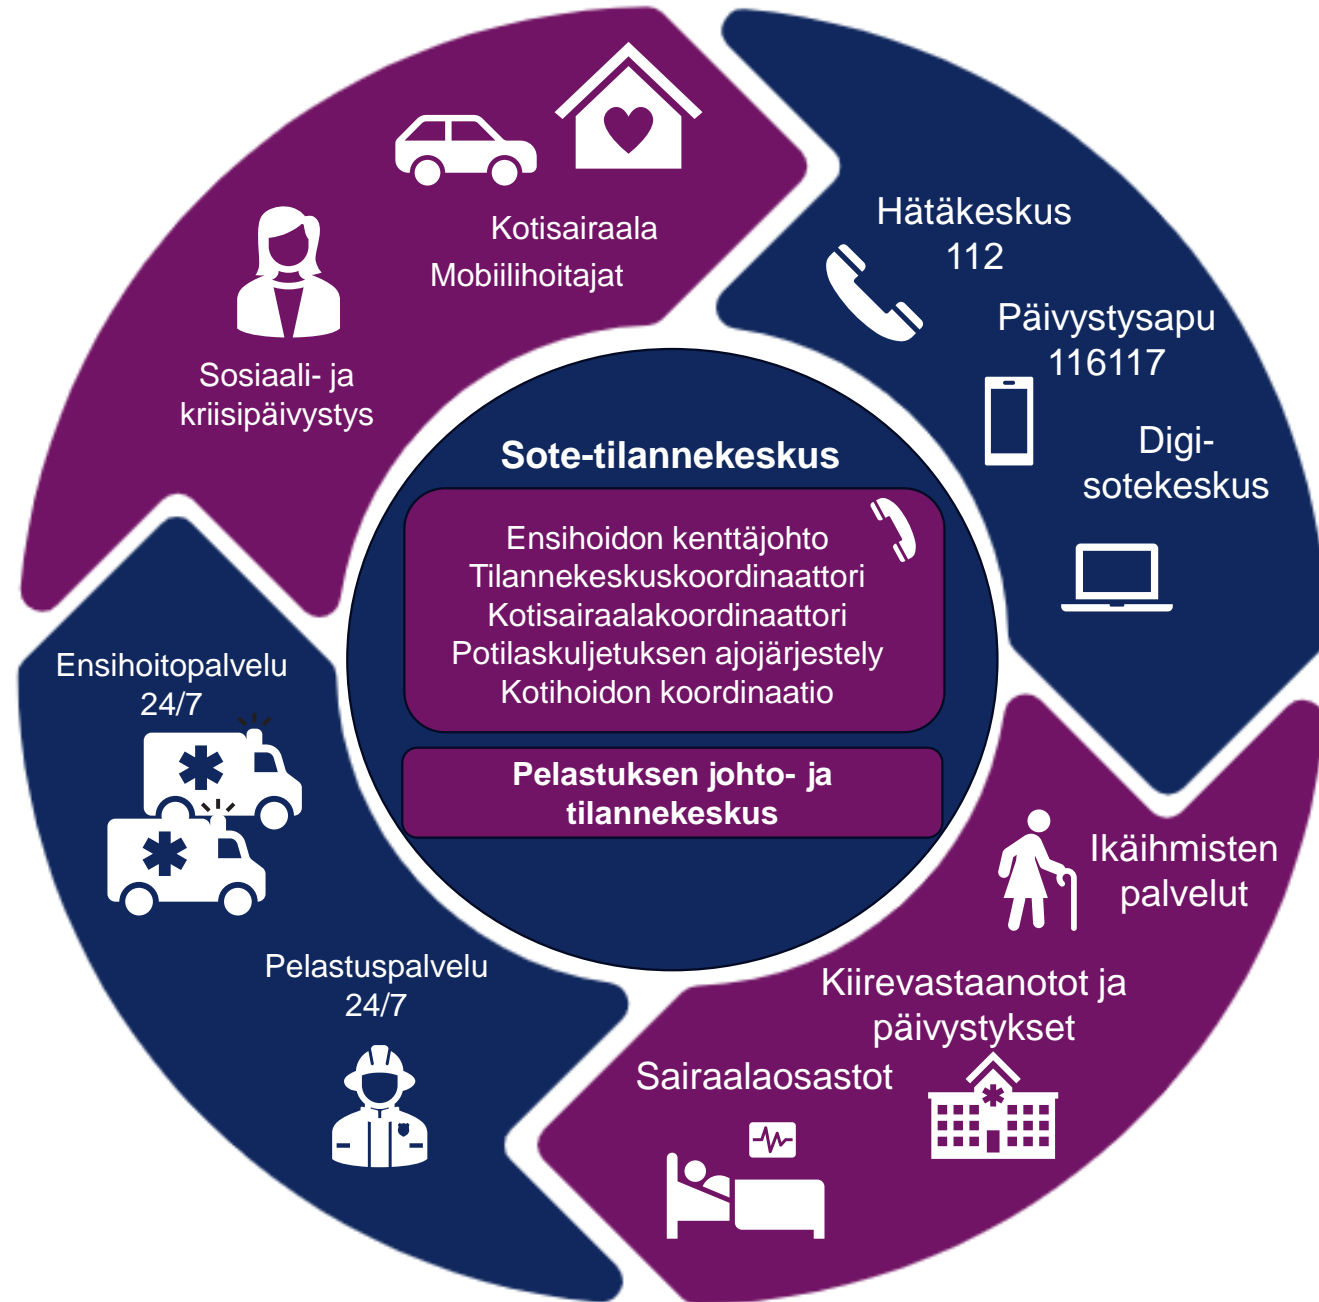 Kotisairaala
Mobiilihoitajat
Sosiaali- ja
kriisipäivystys
Hätäkeskus
112
Päivystysapu
116117
Digi-
sotekeskus
Sote-tilannekeskus
Ensihoidon kenttäjohto
Tilannekeskuskoordinaattori
Kotisairaalakoordinaattori
Potilaskuljetuksen ajojärjestely
Kotihoidon koordinaatio
Pelastuksen johto- ja
tilannekeskus
Ensihoitopalvelu
24/7
Pelastuspalvelu
24/7
Ikäihmisten
palvelut
Kiirevastaanotot ja
päivystykset
Sairaalaosastot